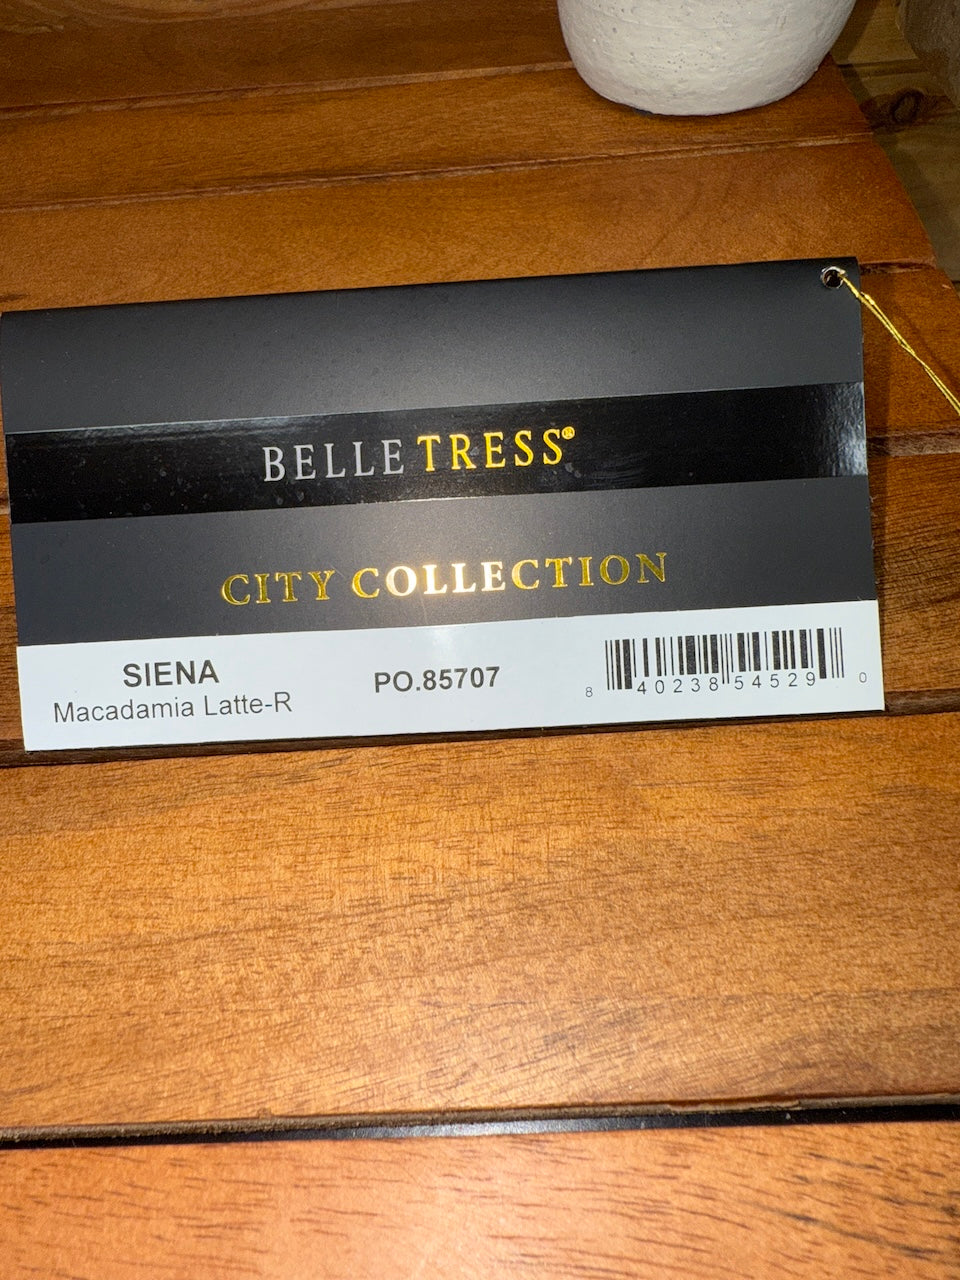 BELLE TRESS®
CITY COLLECTION
SIENA
Macadamia Latte-R
PO.85707
8 40238 54529 0